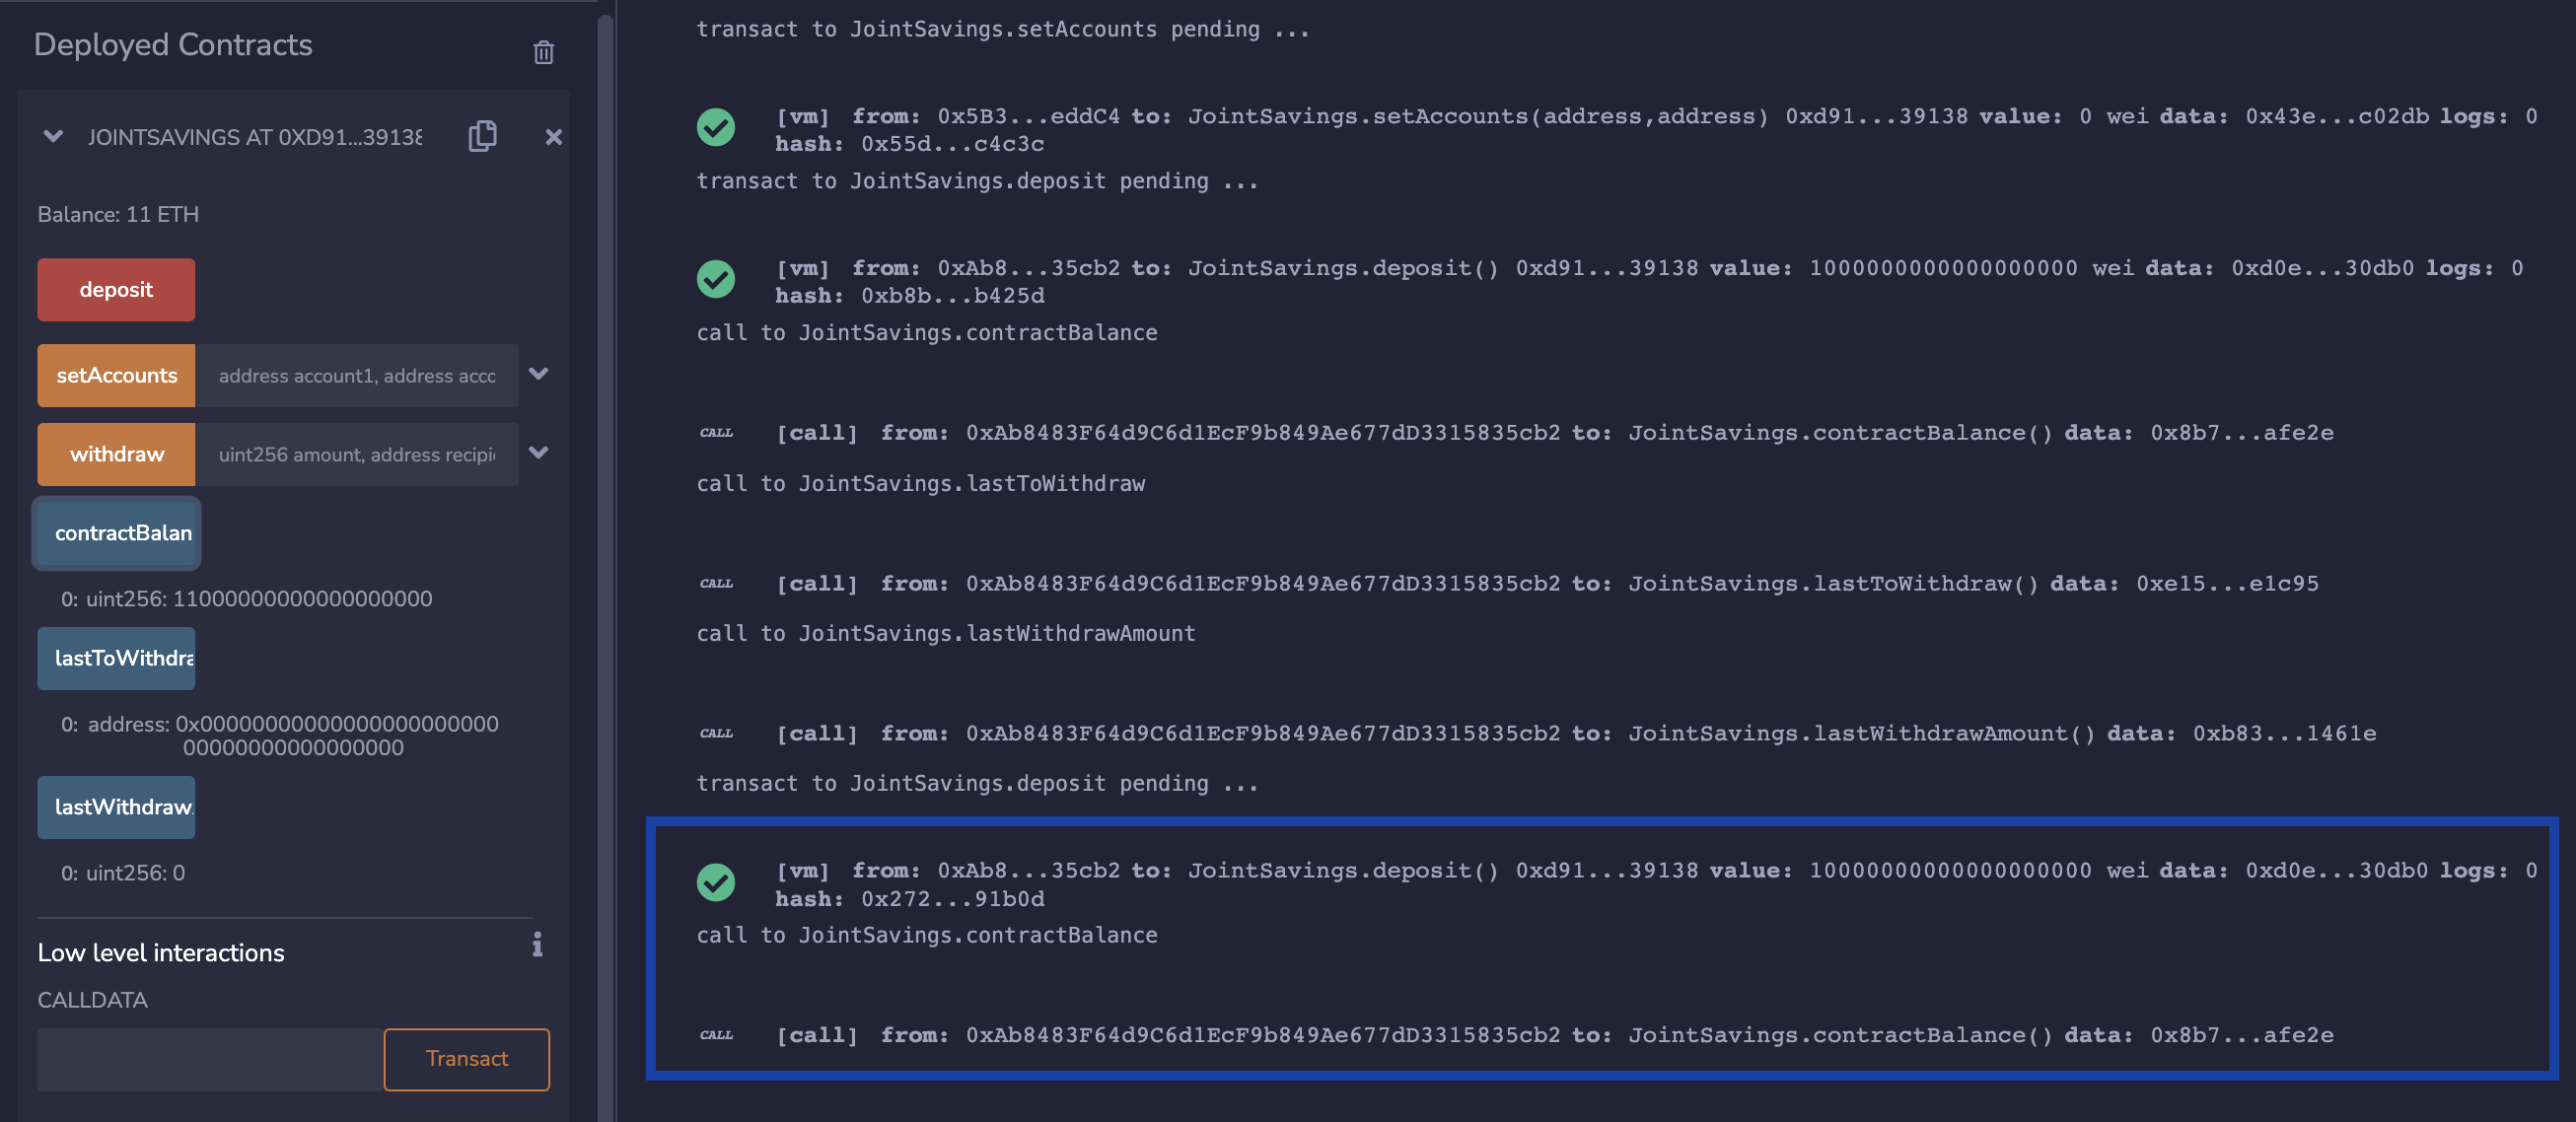 Deployed Contracts
JOINTSAVINGS AT 0XD91...39138
Balance: 11 ETH
deposit
setAccounts
address account1, address acco
withdraw
uint256 amount, address recipie
contractBalan
0: uint256: 11000000000000000000
lastToWithdra
0: address: 0x00000000000000000000000
00000000000000000
lastWithdraw
0: uint256: 0
Low level interactions
i
CALLDATA
Transact
transact to JointSavings.setAccounts pending ...
[vm] from: 0x5B3...eddC4 to: JointSavings.setAccounts(address,address) 0xd91...39138 value: 0 wei data: 0x43e...c02db logs: 0
hash: 0x55d...c4c3c
transact to JointSavings.deposit pending ...
[vm] from: 0xAb8...35cb2 to: JointSavings.deposit() 0xd91...39138 value: 1000000000000000000 wei data: 0xd0e...30db0 logs: 0
hash: 0xb8b...b425d
call to JointSavings.contractBalance
CALL [call] from: 0xAb8483F64d9C6d1EcF9b849Ae677dD3315835cb2 to: JointSavings.contractBalance() data: 0x8b7...afe2e
call to JointSavings.lastToWithdraw
CALL [call] from: 0xAb8483F64d9C6d1EcF9b849Ae677dD3315835cb2 to: JointSavings.lastToWithdraw() data: 0xe15...e1c95
call to JointSavings.lastWithdrawAmount
CALL [call] from: 0xAb8483F64d9C6d1EcF9b849Ae677dD3315835cb2 to: JointSavings.lastWithdrawAmount() data: 0xb83...1461e
transact to JointSavings.deposit pending ...
[vm] from: 0xAb8...35cb2 to: JointSavings.deposit() 0xd91...39138 value: 10000000000000000000 wei data: 0xd0e...30db0 logs: 0
hash: 0x272...91b0d
call to JointSavings.contractBalance
CALL [call] from: 0xAb8483F64d9C6d1EcF9b849Ae677dD3315835cb2 to: JointSavings.contractBalance() data: 0x8b7...afe2e